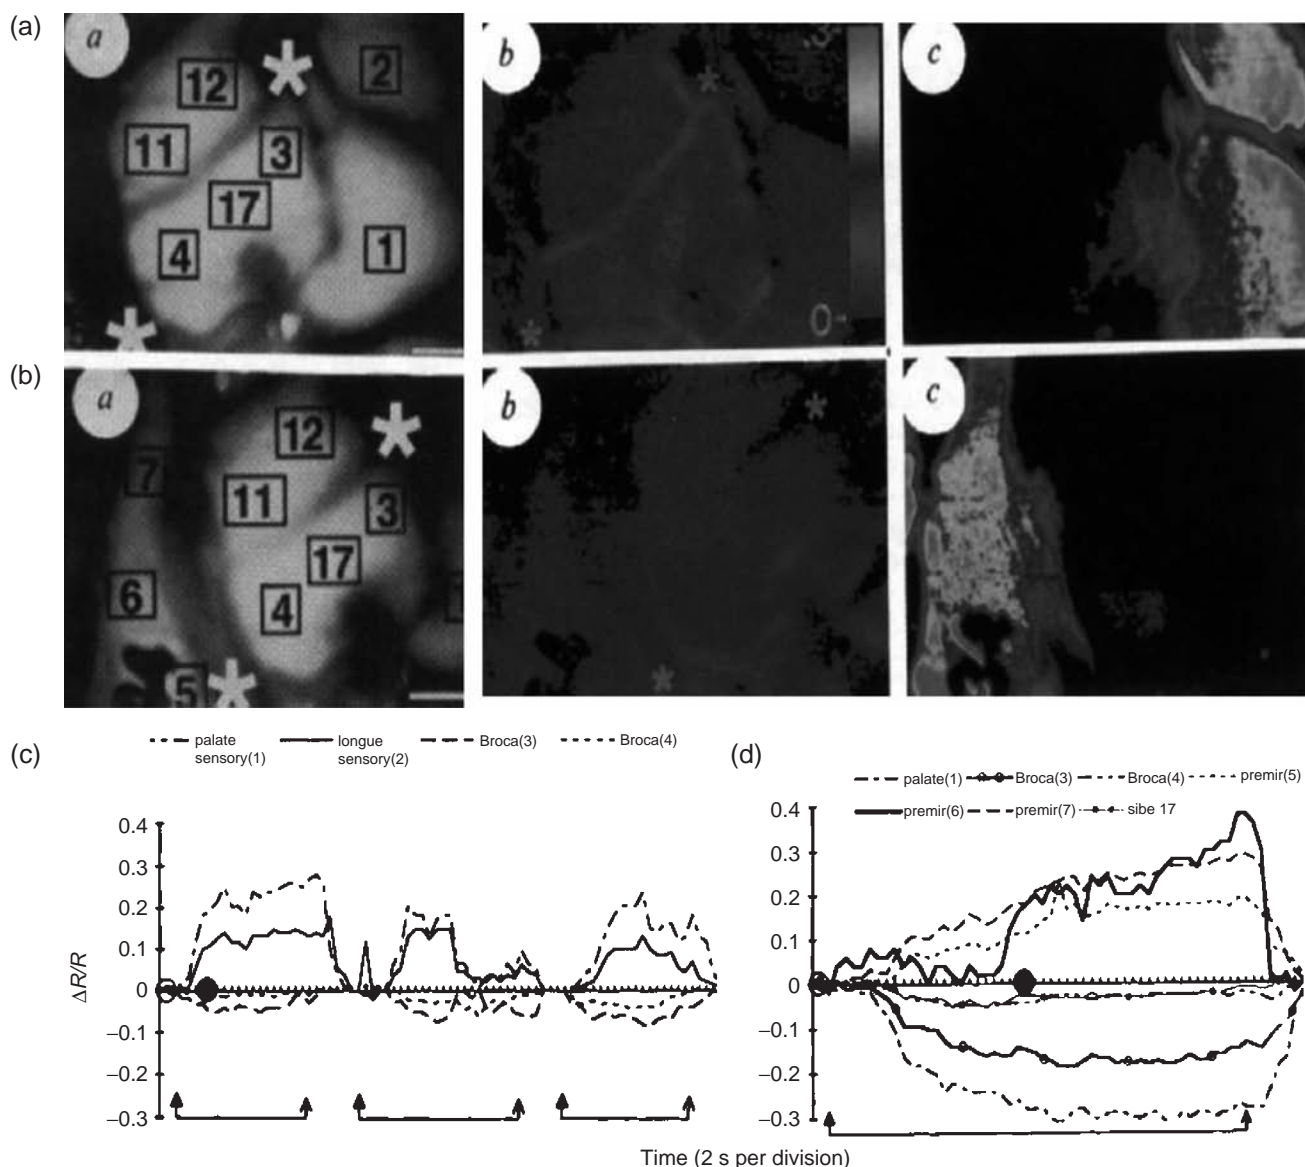 (a)
a
12
2
11
3
17
4
1
b
.3
0-
c
(b)
a
12
7
11
3
17
6
4
5
b
c
(c)
palate sensory(1)
longue sensory(2)
Broca(3)
Broca(4)
(d)
palate(1) Broca(3) Broca(4) premir(5)
premir(6) premir(7) sibe 17
0.4
0.3
0.2
0.1
0
–0.1
–0.2
–0.3
ΔR/R
0.4
0.3
0.2
0.1
0
–0.1
–0.2
–0.3
Time (2 s per division)